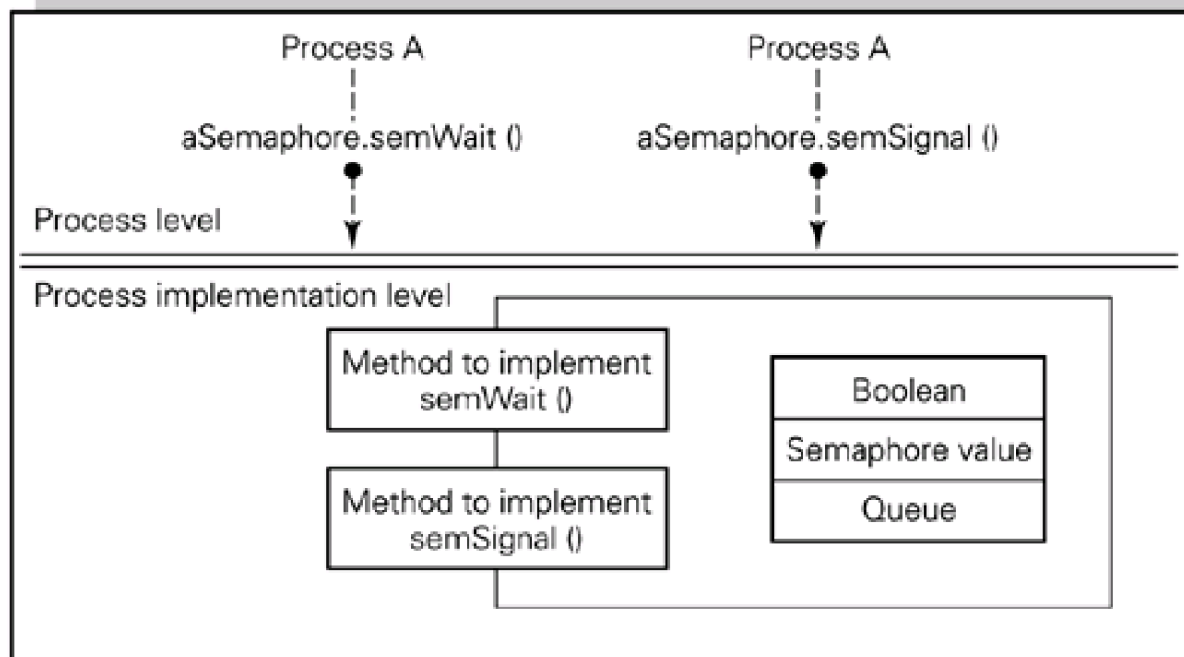 Process A
Process A
aSemaphore.semWait ()
aSemaphore.semSignal ()
Process level
Process implementation level
Method to implement
semWait ()
Boolean
Semaphore value
Queue
Method to implement
semSignal ()